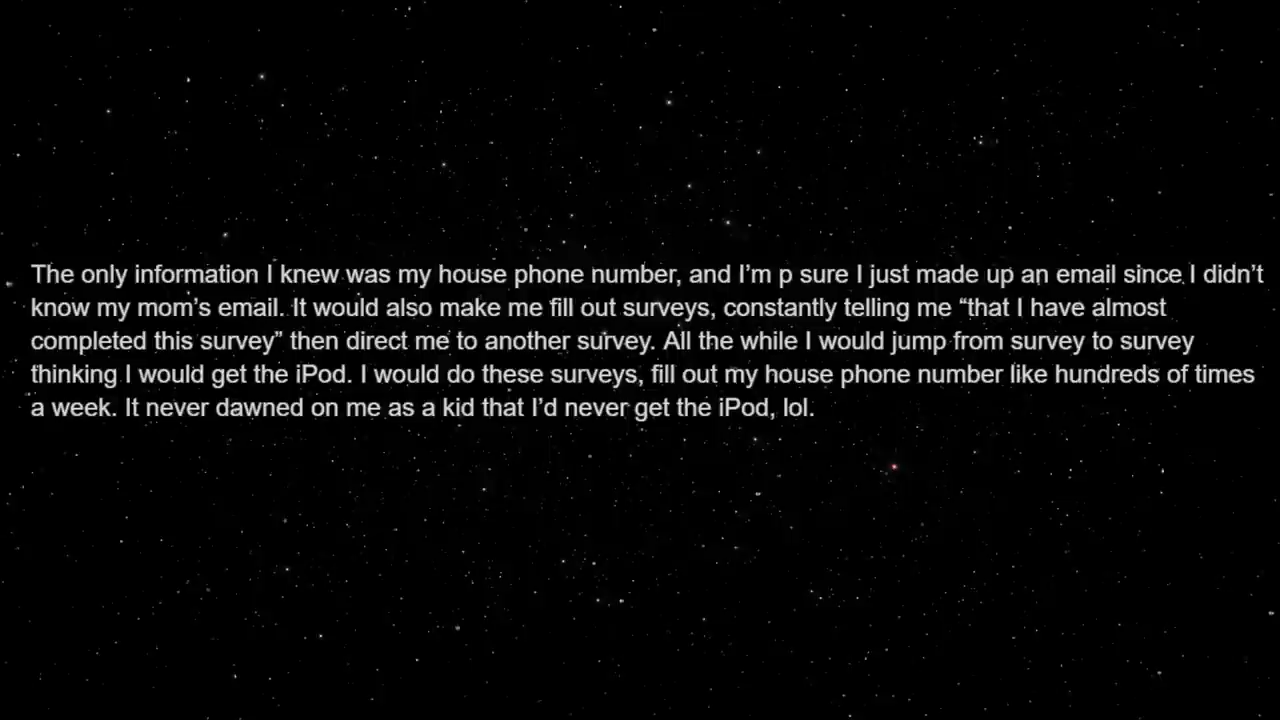 The only information I knew was my house phone number, and I’m p sure I just made up an email since I didn’t
know my mom’s email. It would also make me fill out surveys, constantly telling me “that I have almost
completed this survey” then direct me to another survey. All the while I would jump from survey to survey
thinking I would get the iPod. I would do these surveys, fill out my house phone number like hundreds of times
a week. It never dawned on me as a kid that I’d never get the iPod, lol.